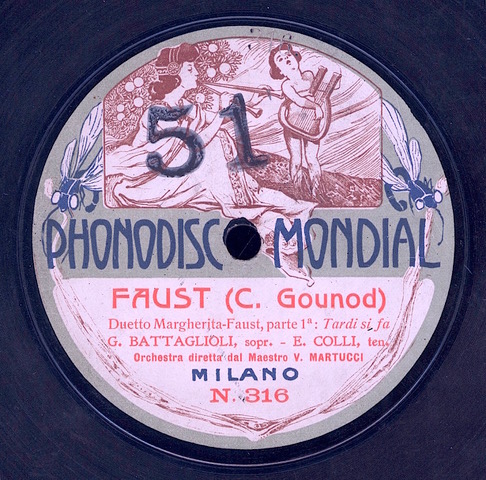 51
PHONODISC MONDIAL
FAUST (C. Gounod)
Duetto Margherita-Faust, parte 1ª: Tardi si fa
G. BATTAGLIOLI, sopr. - E. COLLI, ten.
Orchestra diretta dal Maestro V. MARTUCCI
MILANO
N. 316